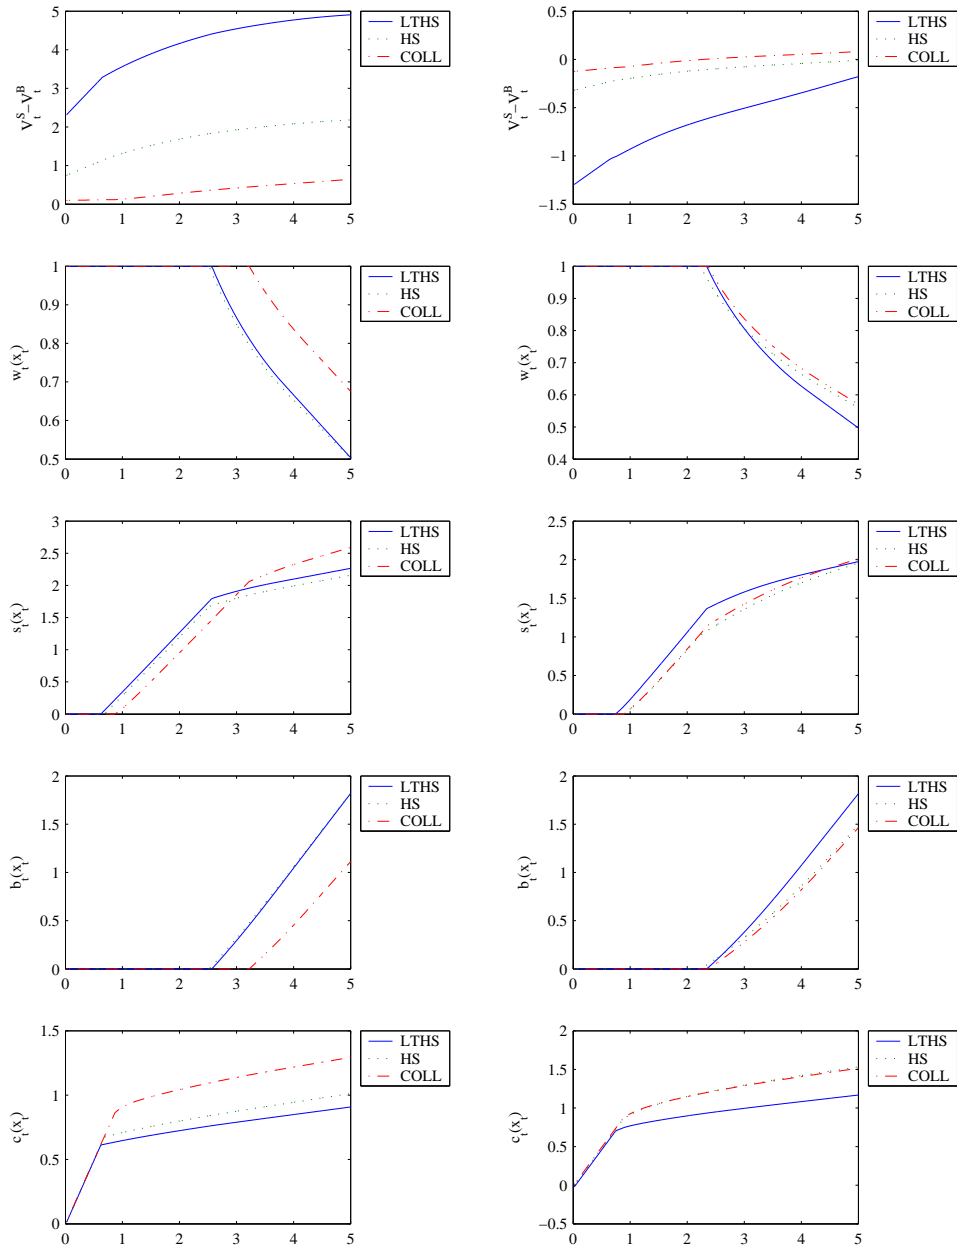 5
4
3
2
1
0
0 1 2 3 4 5
V_t^S−V_t^B
LTHS
HS
COLL
0.5
0
−0.5
−1
−1.5
0 1 2 3 4 5
V_t^S−V_t^B
LTHS
HS
COLL
1
0.9
0.8
0.7
0.6
0.5
0 1 2 3 4 5
w_t(x_t)
LTHS
HS
COLL
1
0.9
0.8
0.7
0.6
0.5
0.4
0 1 2 3 4 5
w_t(x_t)
LTHS
HS
COLL
3
2.5
2
1.5
1
0.5
0
0 1 2 3 4 5
s_t(x_t)
LTHS
HS
COLL
2.5
2
1.5
1
0.5
0
0 1 2 3 4 5
s_t(x_t)
LTHS
HS
COLL
2
1.5
1
0.5
0
0 1 2 3 4 5
b_t(x_t)
LTHS
HS
COLL
2
1.5
1
0.5
0
0 1 2 3 4 5
b_t(x_t)
LTHS
HS
COLL
1.5
1
0.5
0
0 1 2 3 4 5
c_t(x_t)
LTHS
HS
COLL
2
1.5
1
0.5
0
−0.5
0 1 2 3 4 5
c_t(x_t)
LTHS
HS
COLL